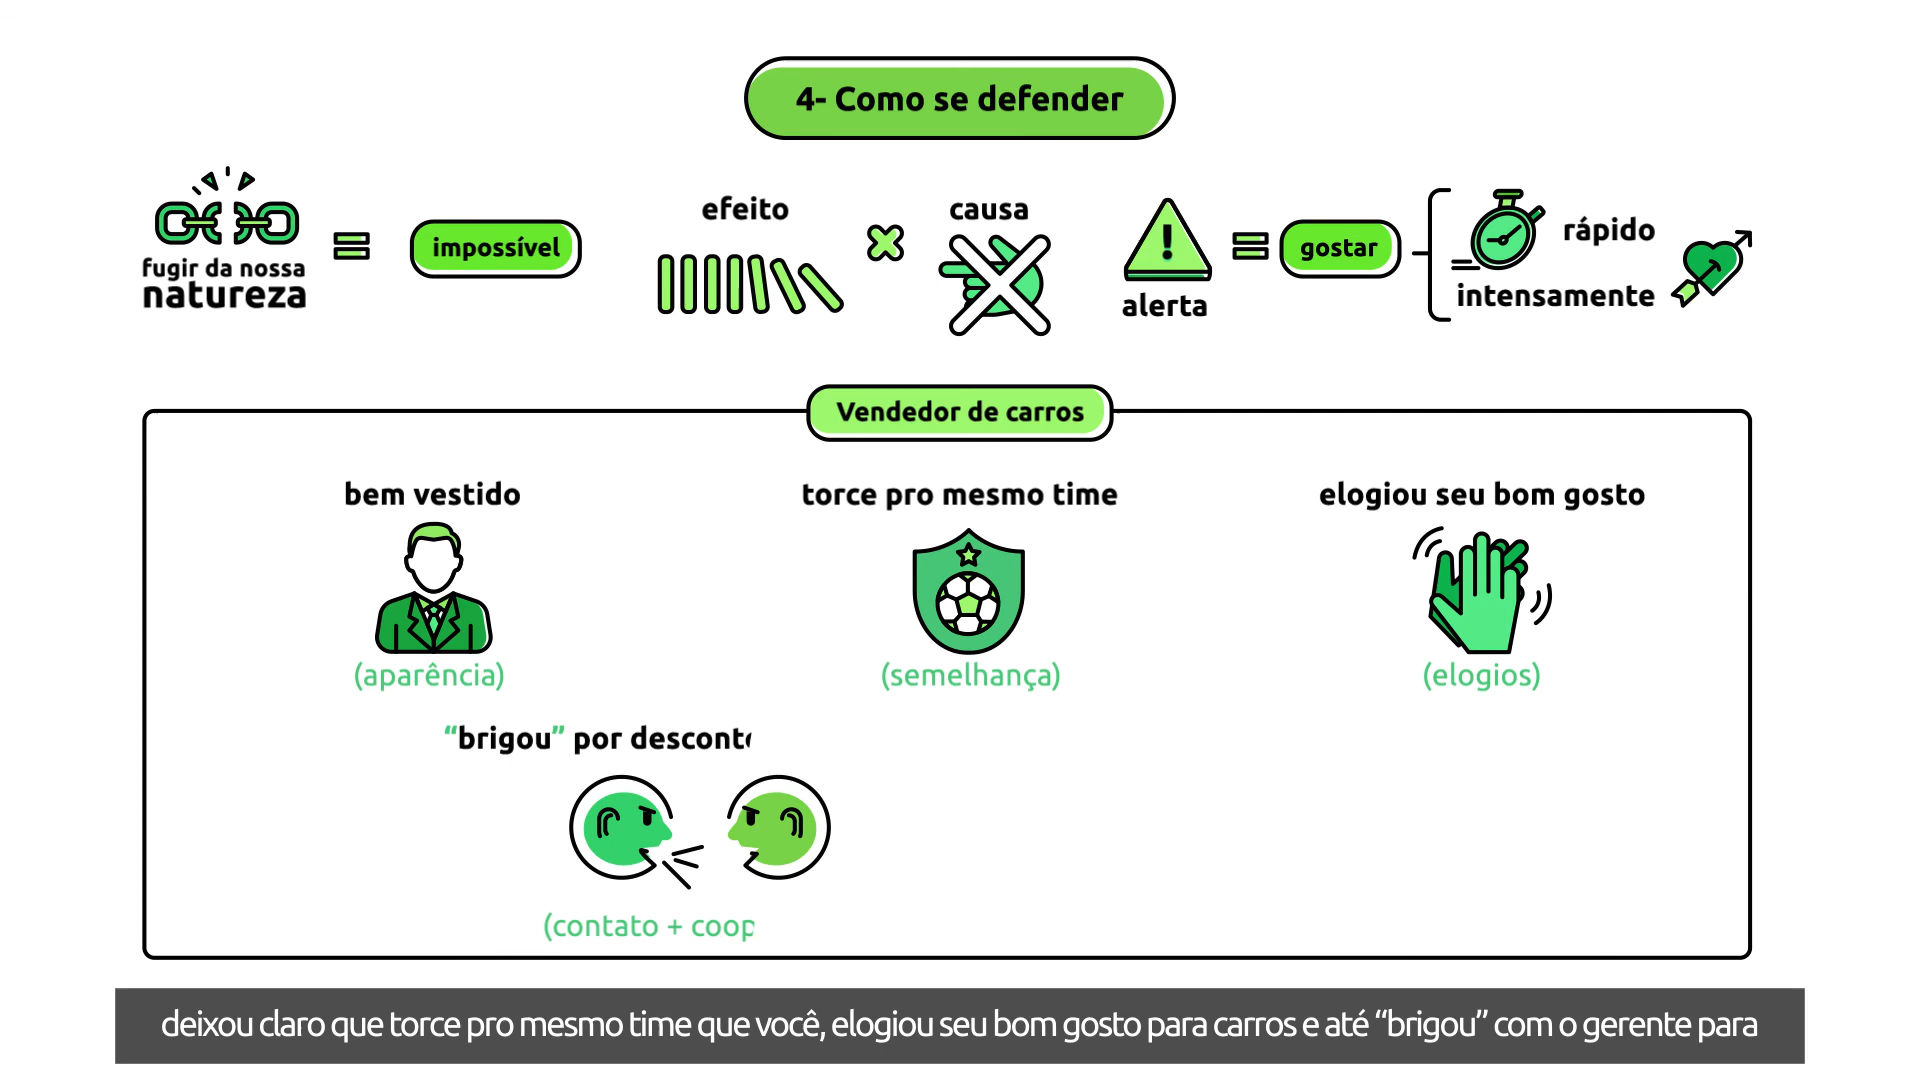 4- Como se defender
fugir da nossa
natureza
impossível
efeito
causa
alerta
gostar
rápido
intensamente
Vendedor de carros
bem vestido
torce pro mesmo time
elogiou seu bom gosto
(aparência)
(semelhança)
(elogios)
“brigou” por descont
(contato + coop
deixou claro que torce pro mesmo time que você, elogiou seu bom gosto para carros e até “brigou” com o gerente para